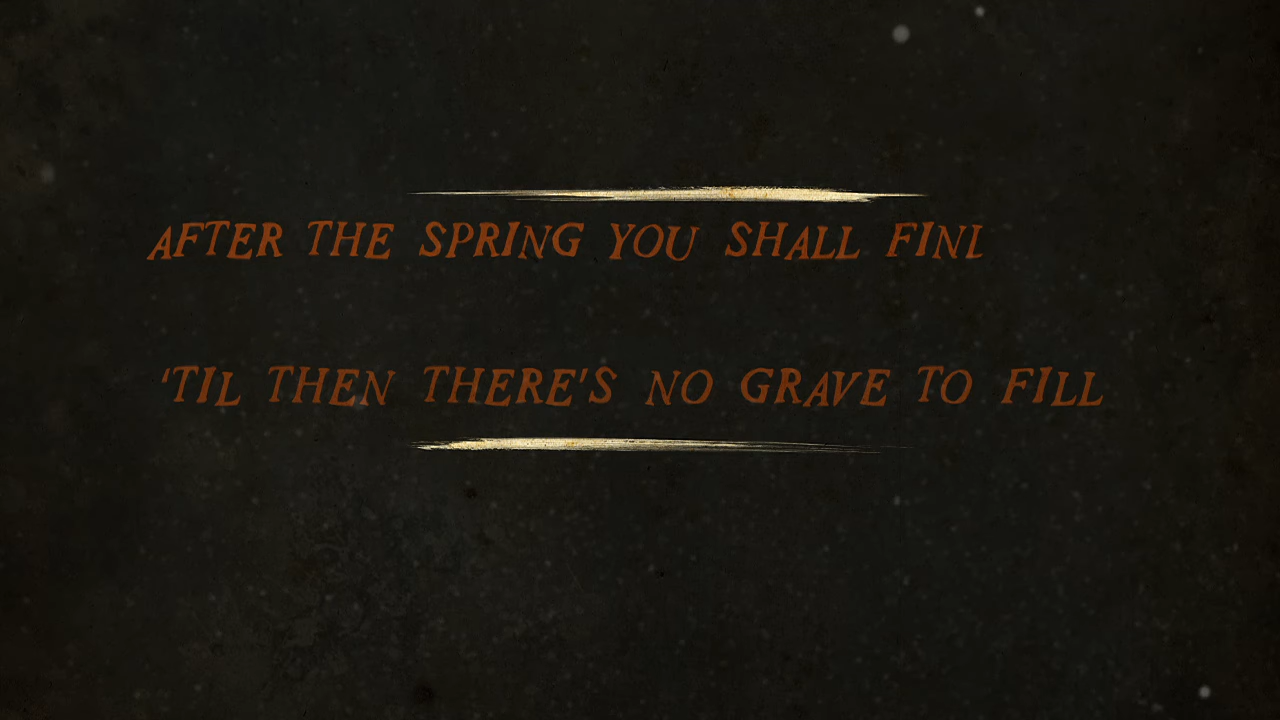 AFTER THE SPRING YOU SHALL
'TIL THEN THERE'S NO GRAVE TO FILL